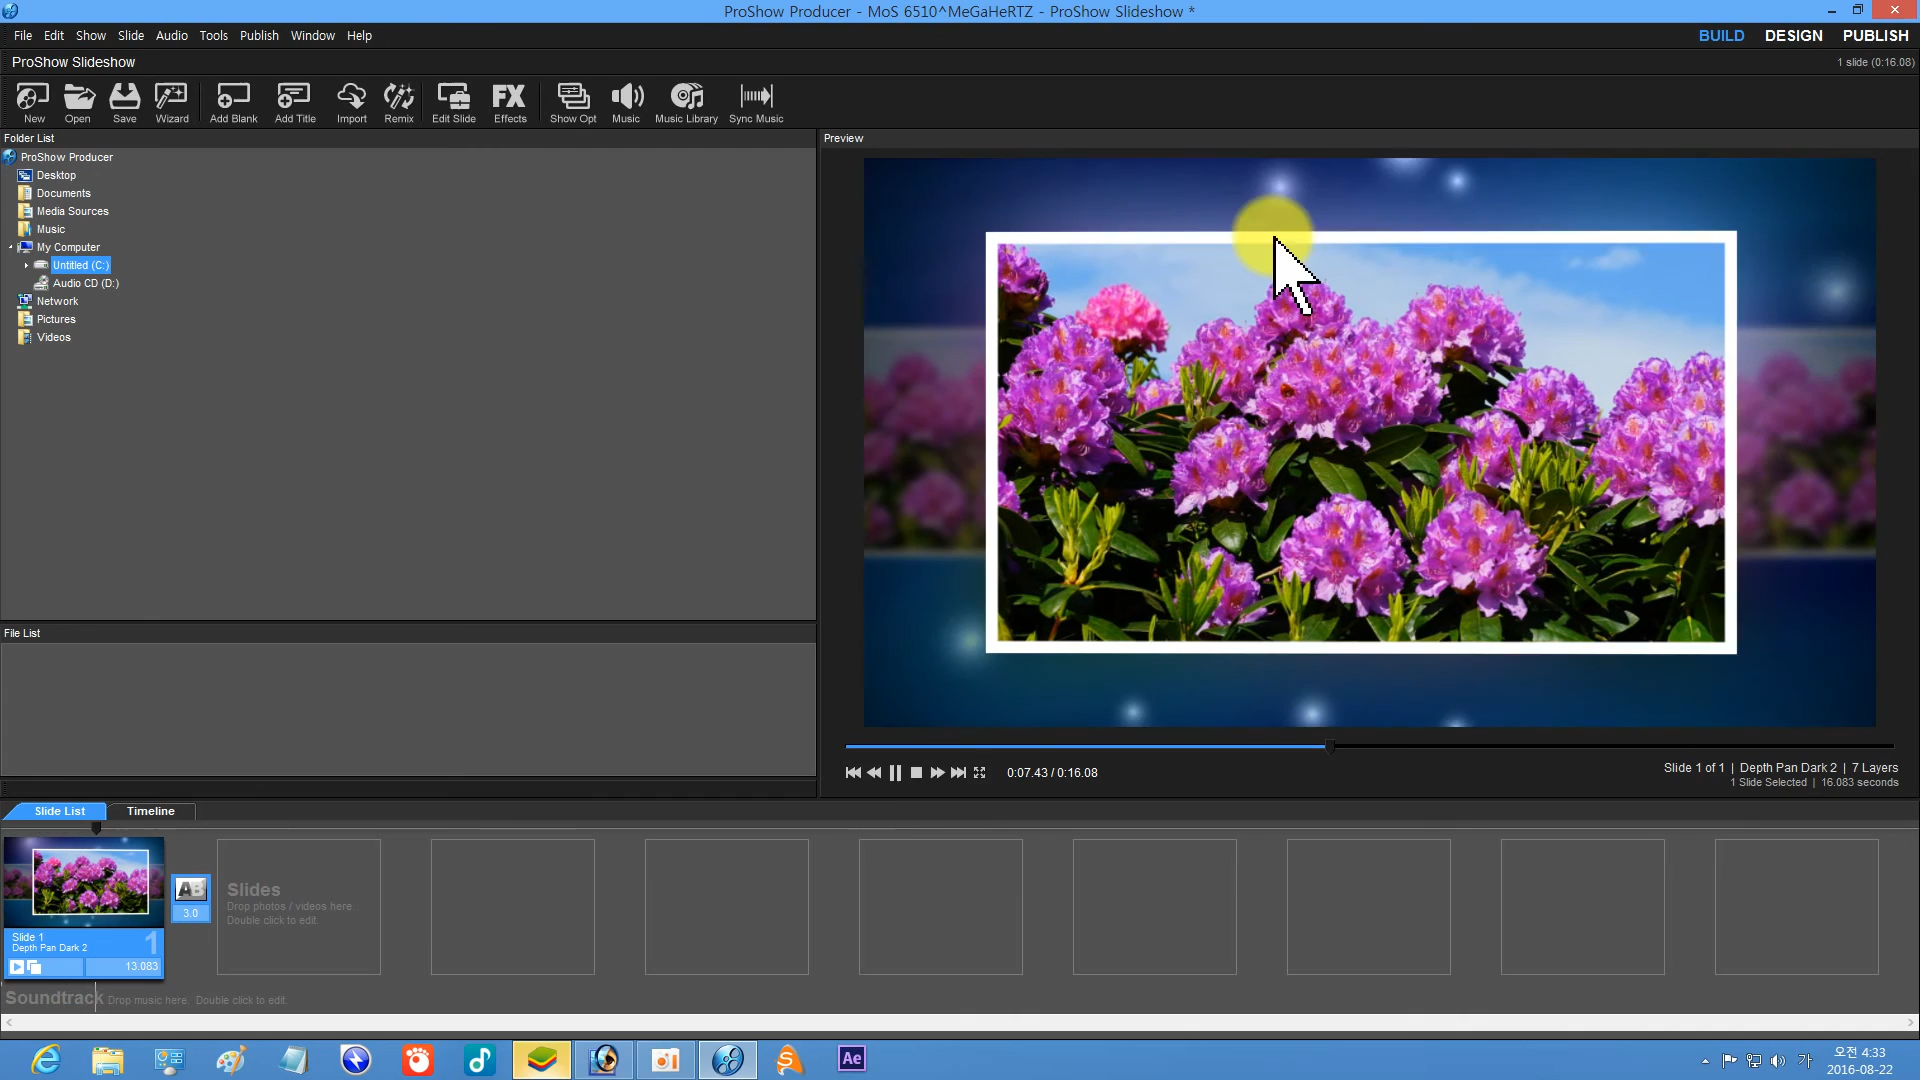 ProShow Producer - MoS 6510^MeGaHeRTZ - ProShow Slideshow *
File Edit Show Slide Audio Tools Publish Window Help
BUILD DESIGN PUBLISH
ProShow Slideshow
1 slide (0:16.08)
New Open Save Wizard Add Blank Add Title Import Remix Edit Slide FX Effects Show Opt Music Music Library Sync Music
Folder List
Preview
ProShow Producer
Desktop
Documents
Media Sources
Music
My Computer
Untitled (C:)
Audio CD (D:)
Network
Pictures
Videos
File List
0:07.43 / 0:16.08
Slide 1 of 1 | Depth Pan Dark 2 | 7 Layers
1 Slide Selected | 16.083 seconds
Slide List Timeline
AB
3.0
Slides
Drop photos / videos here.
Double click to edit.
Slide 1
Depth Pan Dark 2
1
13.083
Soundtrack Drop music here. Double click to edit.
Ae
가
오전 4:33
2016-08-22